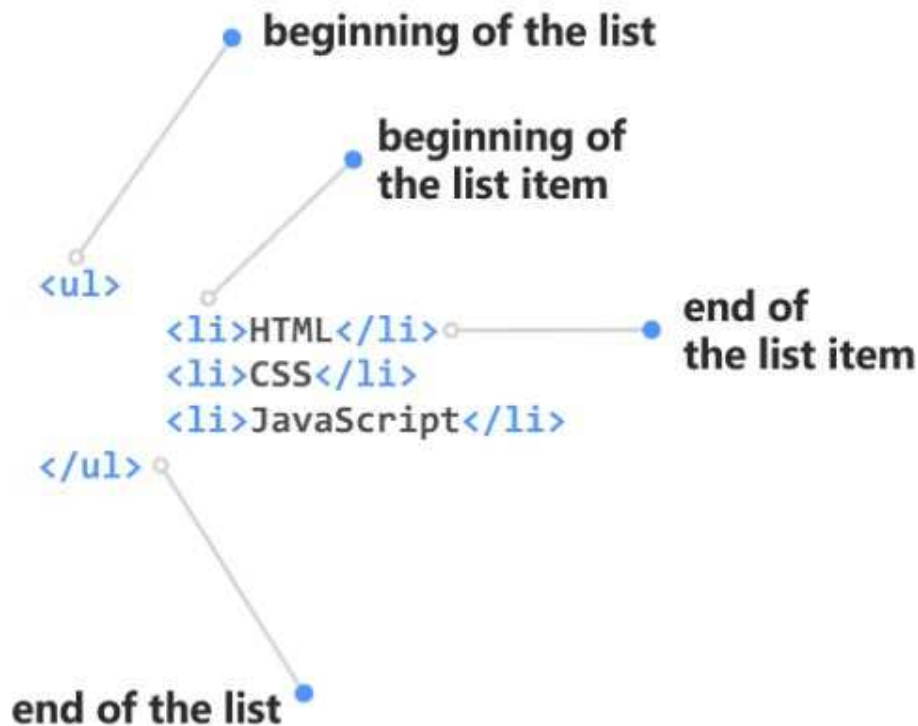 beginning of the list
beginning of
the list item
<ul>
<li>HTML</li>
end of
the list item
<li>CSS</li>
<li>JavaScript</li>
</ul>
end of the list